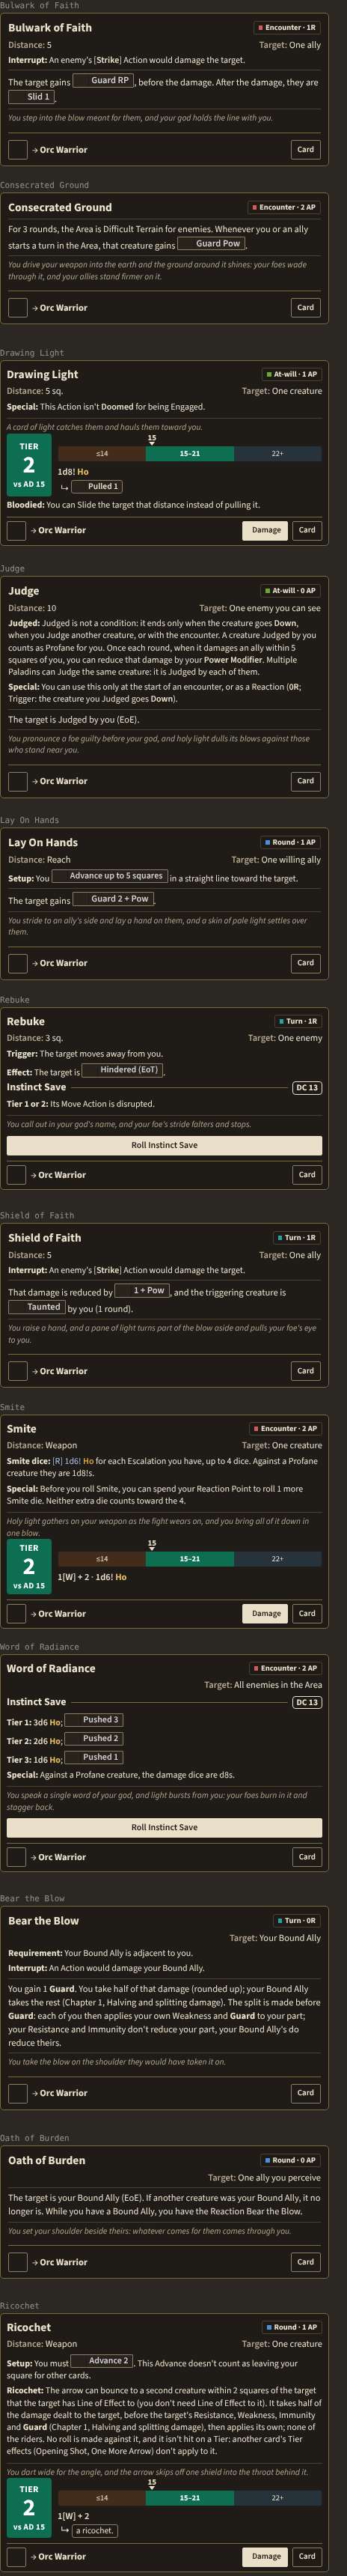 Bulwark of Faith
Bulwark of Faith
Encounter · 1R
Distance: 5
Target: One ally
Interrupt: An enemy's [Strike] Action would damage the target.
The target gains Guard RP, before the damage. After the damage, they are
Slid 1.
You step into the blow meant for them, and your god holds the line with you.
→ Orc Warrior
Card
Consecrated Ground
Consecrated Ground
Encounter · 2 AP
For 3 rounds, the Area is Difficult Terrain for enemies. Whenever you or an ally
starts a turn in the Area, that creature gains Guard Pow.
You drive your weapon into the earth and the ground around it shines: your foes wade
through it, and your allies stand firmer on it.
→ Orc Warrior
Card
Drawing Light
Drawing Light
At-will · 1 AP
Distance: 5 sq.
Target: One creature
Special: This Action isn't Doomed for being Engaged.
A card of light catches them and hauls them toward you.
TIER
2
vs AD 15
15
≤14
15–21
22+
1d8! Ho
↪ Pulled 1
Bloodied: You can Slide the target that distance instead of pulling it.
→ Orc Warrior
Damage
Card
Judge
Judge
At-will · 0 AP
Distance: 10
Target: One enemy you can see
Judged: Judged is not a condition: it ends only when the creature goes Down,
when you Judge another creature, or with the encounter. A creature Judged by you
counts as Profane for you. Once each round, when it damages an ally within 5
squares of you, you can reduce that damage by your Power Modifier. Multiple
Paladins can Judge the same creature: it is Judged by each of them.
Special: You can use this only at the start of an encounter, or as a Reaction (0R;
Trigger: the creature you Judged goes Down).
The target is Judged by you (EoE).
You pronounce a foe guilty before your god, and holy light dulls its blows against those
who stand near you.
→ Orc Warrior
Card
Lay On Hands
Lay On Hands
Round · 1 AP
Distance: Reach
Target: One willing ally
Setup: You Advance up to 5 squares in a straight line toward the target.
The target gains Guard 2 + Pow.
You stride to an ally's side and lay a hand on them, and a skin of pale light settles over
them.
→ Orc Warrior
Card
Rebuke
Rebuke
Turn · 1R
Distance: 3 sq.
Target: One enemy
Trigger: The target moves away from you.
Effect: The target is Hindered (EoT).
Instinct Save
DC 13
Tier 1 or 2: Its Move Action is disrupted.
You call out in your god's name, and your foe's stride falters and stops.
Roll Instinct Save
→ Orc Warrior
Card
Shield of Faith
Shield of Faith
Turn · 1R
Distance: 5
Target: One ally
Interrupt: An enemy's [Strike] Action would damage the target.
That damage is reduced by 1 + Pow, and the triggering creature is
Taunted by you (1 round).
You raise a hand, and a pane of light turns part of the blow aside and pulls your foe's eye
to you.
→ Orc Warrior
Card
Smite
Smite
Encounter · 2 AP
Distance: Weapon
Target: One creature
Smite dice: [R] 1d6! Ho for each Escalation you have, up to 4 dice. Against a Profane
creature they are 1d8!s.
Special: Before you roll Smite, you can spend your Reaction Point to roll 1 more
Smite die. Neither extra die counts toward the 4.
Holy light gathers on your weapon as the fight wears on, and you bring all of it down in
one blow.
TIER
2
vs AD 15
15
≤14
15–21
22+
1[W] + 2 · 1d6! Ho
→ Orc Warrior
Damage
Card
Word of Radiance
Word of Radiance
Encounter · 2 AP
Target: All enemies in the Area
Instinct Save
DC 13
Tier 1: 3d6 Ho; Pushed 3
Tier 2: 2d6 Ho; Pushed 2
Tier 3: 1d6 Ho; Pushed 1
Special: Against a Profane creature, the damage dice are d8s.
You speak a single word of your god, and light bursts from you: your foes burn in it and
stagger back.
Roll Instinct Save
→ Orc Warrior
Card
Bear the Blow
Bear the Blow
Turn · 0R
Target: Your Bound Ally
Requirement: Your Bound Ally is adjacent to you.
Interrupt: An Action would damage your Bound Ally.
You gain 1 Guard. You take half of that damage (rounded up); your Bound Ally
takes the rest (Chapter 1, Halving and splitting damage). The split is made before
Guard: each of you then applies your own Weakness and Guard to your part;
your Resistance and Immunity don't reduce your part, your Bound Ally's do
reduce theirs.
You take the blow on the shoulder they would have taken it on.
→ Orc Warrior
Card
Oath of Burden
Oath of Burden
Round · 0 AP
Target: One ally you perceive
The target is your Bound Ally (EoE). If another creature was your Bound Ally, it no
longer is. While you have a Bound Ally, you have the Reaction Bear the Blow.
You set your shoulder beside theirs: whatever comes for them comes through you.
→ Orc Warrior
Card
Ricochet
Ricochet
Round · 1 AP
Distance: Weapon
Target: One creature
Setup: You must Advance 2. This Advance doesn't count as leaving your
square for other cards.
Ricochet: The arrow can bounce to a second creature within 2 squares of the target
that the target has Line of Effect to (you don't need Line of Effect to it). It takes half of
the damage dealt to the target, before the target's Resistance, Weakness, Immunity
and Guard (Chapter 1, Halving and splitting damage), then applies its own; none of
the riders. No roll is made against it, and it isn't hit on a Tier: another card's Tier
effects (Opening Shot, One More Arrow) don't apply to it.
You dart wide for the angle, and the arrow skips off one shield into the throat behind it.
TIER
2
vs AD 15
15
≤14
15–21
22+
1[W] + 2
↪ a ricochet.
→ Orc Warrior
Damage
Card